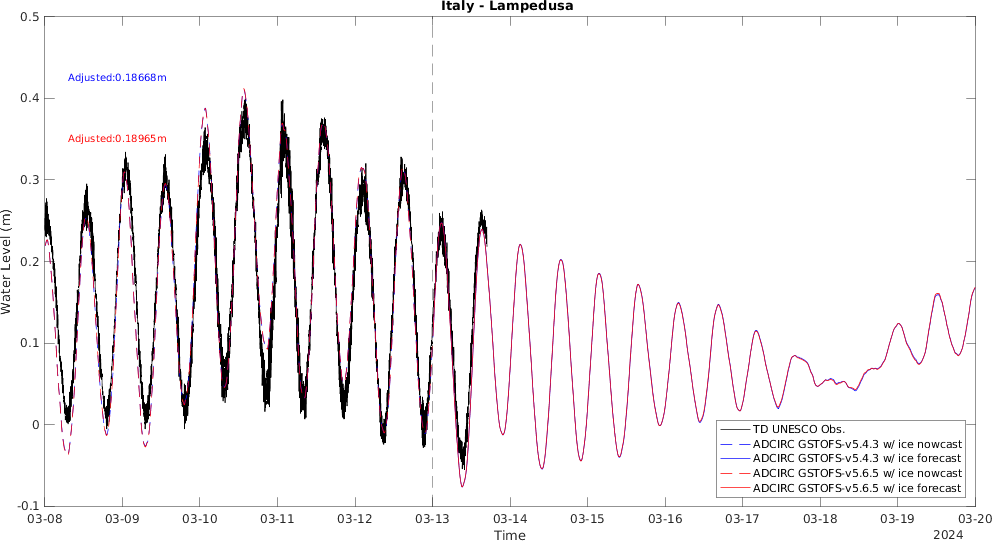 Italy - Lampedusa
0.5
0.4
0.3
0.2
0.1
0
-0.1
Water Level (m)
Adjusted:0.18668m
Adjusted:0.18965m
TD UNESCO Obs.
ADCIRC GSTOFS-v5.4.3 w/ ice nowcast
ADCIRC GSTOFS-v5.4.3 w/ ice forecast
ADCIRC GSTOFS-v5.6.5 w/ ice nowcast
ADCIRC GSTOFS-v5.6.5 w/ ice forecast
03-08 03-09 03-10 03-11 03-12 03-13 03-14 03-15 03-16 03-17 03-18 03-19 03-20
Time
2024